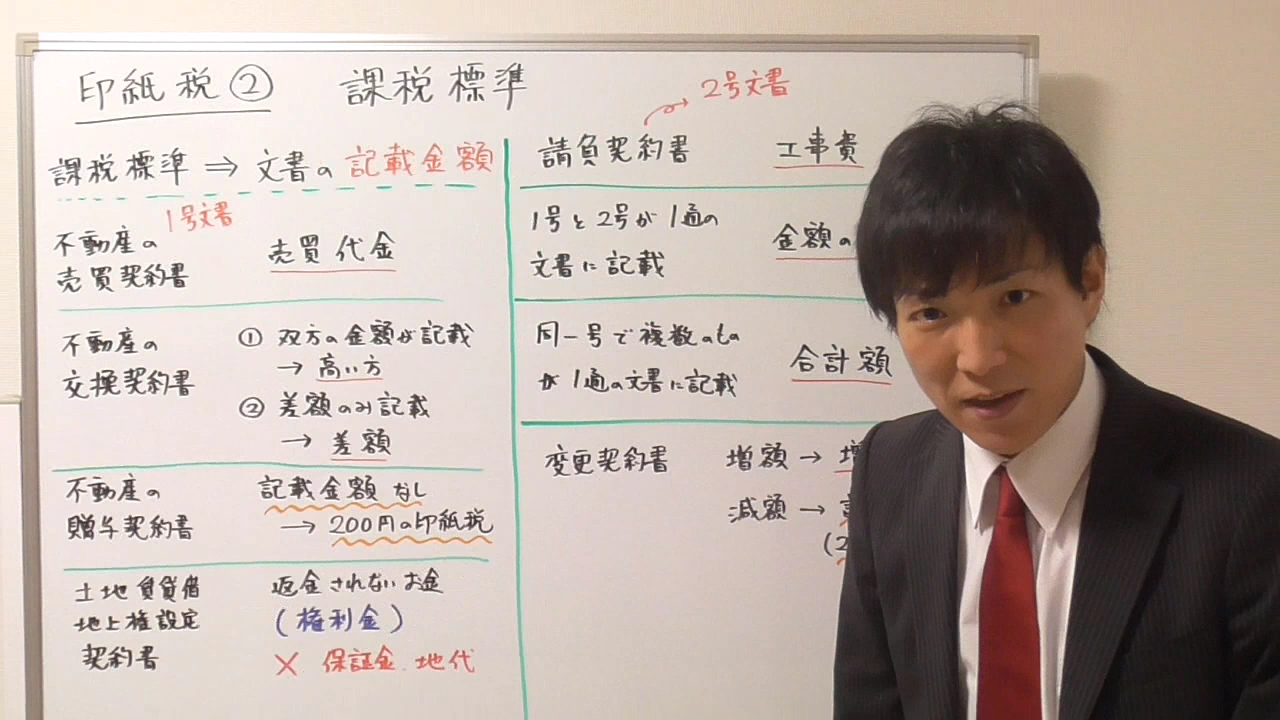 印紙税② 課税標準
課税標準 ⇒ 文書の記載金額
1号文書
不動産の
売買契約書
売買代金
不動産の
交換契約書
① 双方の金額が記載
→ 高い方
② 差額のみ記載
→ 差額
不動産の
贈与契約書
記載金額なし
→ 200円の印紙税
土地賃貸借
地上権設定
契約書
返金されないお金
(権利金)
× 保証金、地代
2号文書
請負契約書
工事費
1号と2号が1通の
文書に記載
金額の
同一号で複数のもの
が1通の文書に記載
合計額
変更契約書
増額→
減額→
(2